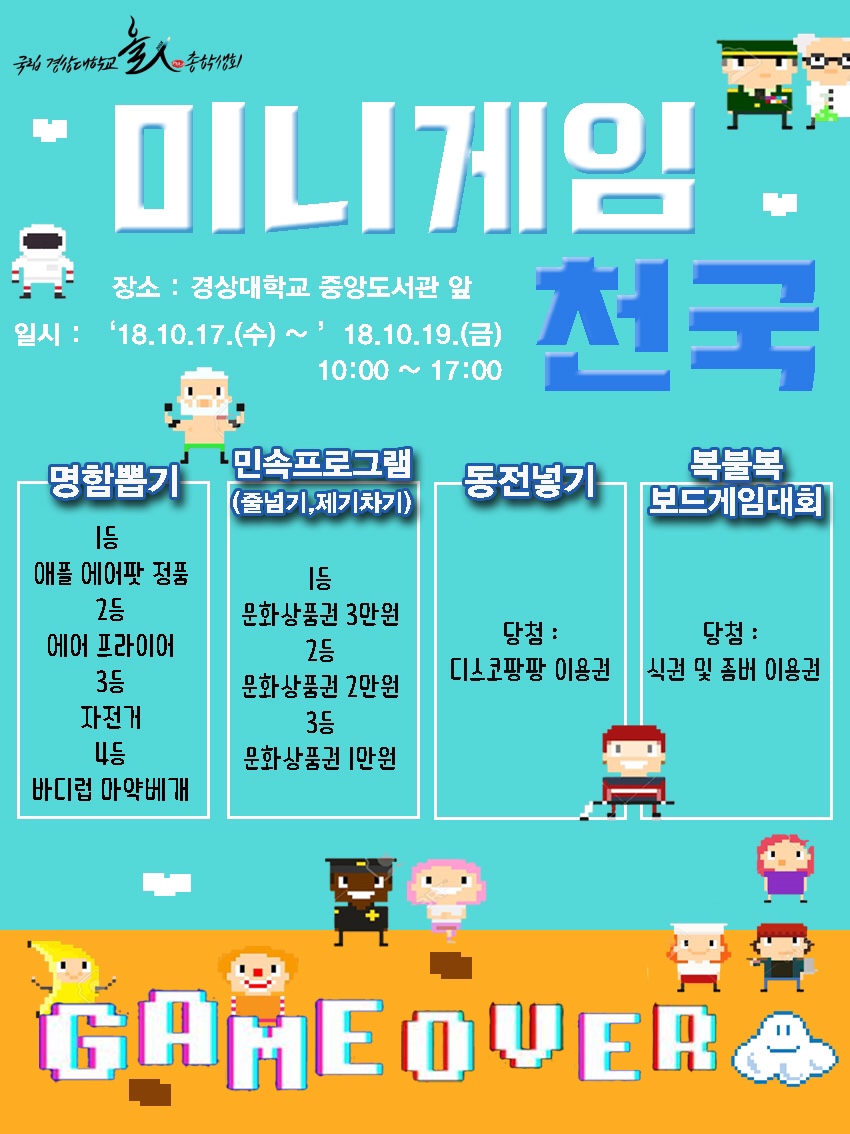 국립 경상대학교 총학생회
미니게임
천국
장소 : 경상대학교 중앙도서관 앞
일시 : ‘18.10.17.(수) ~ ’ 18.10.19.(금)
10:00 ~ 17:00
명함뽑기
1등
애플 에어팟 정품
2등
에어 프라이어
3등
자전거
4등
바디럽 마약베개
민속프로그램
(줄넘기,제기차기)
1등
문화상품권 3만원
2등
문화상품권 2만원
3등
문화상품권 1만원
동전넣기
당첨 :
디스코팡팡 이용권
복불복
보드게임대회
당첨 :
식권 및 좀버 이용권
GAME OVER